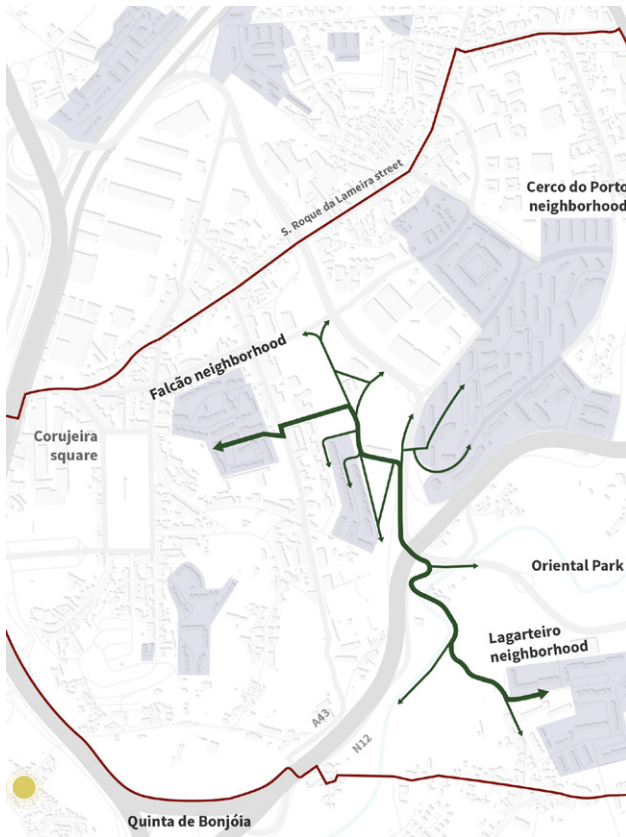 Cerco do Porto
neighborhood
S. Roque da Lameira street
Falcão neighborhood
Corujeira
square
Oriental Park
Lagarteiro
neighborhood
A43
N12
Quinta de Bonjóia